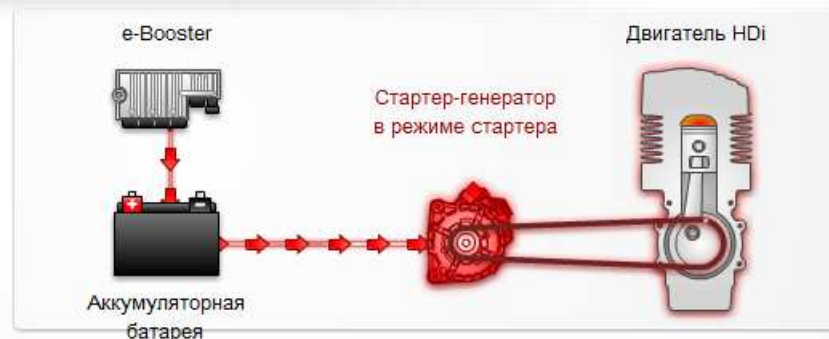 e-Booster
Двигатель HDi
Стартер-генератор
в режиме стартера
Аккумуляторная
батарея